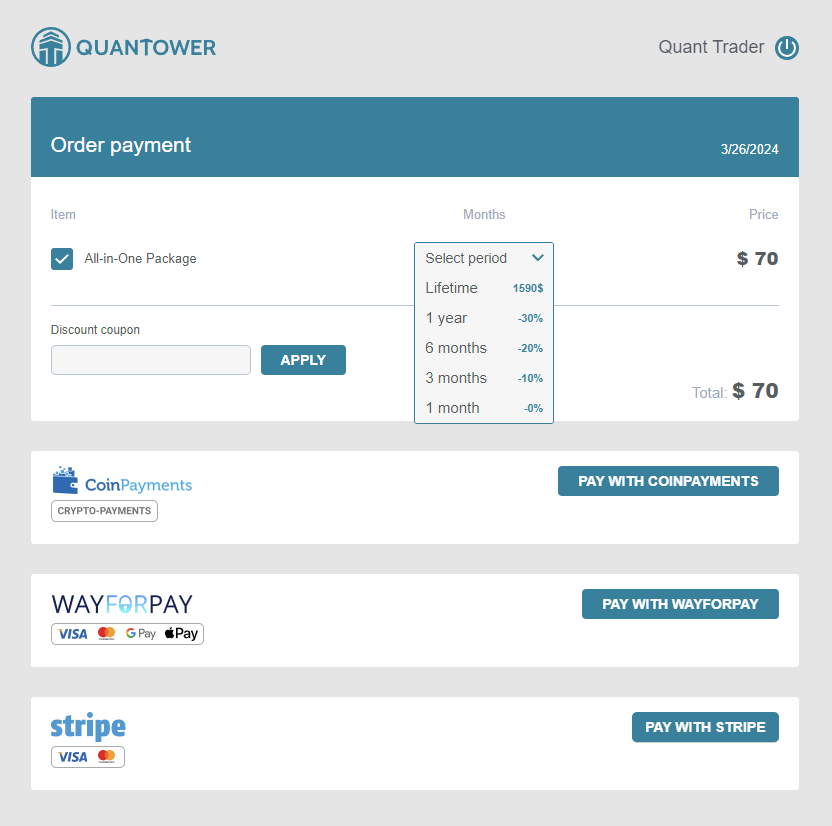 QUANTOWER
Quant Trader
Order payment
3/26/2024
Item Months Price
All-in-One Package
Select period
$ 70
Lifetime 1590$
1 year -30%
6 months -20%
3 months -10%
1 month -0%
Discount coupon
APPLY
Total: $ 70
CoinPayments
CRYPTO-PAYMENTS
PAY WITH COINPAYMENTS
WAYFORPAY
VISA G Pay Pay
PAY WITH WAYFORPAY
stripe
VISA
PAY WITH STRIPE